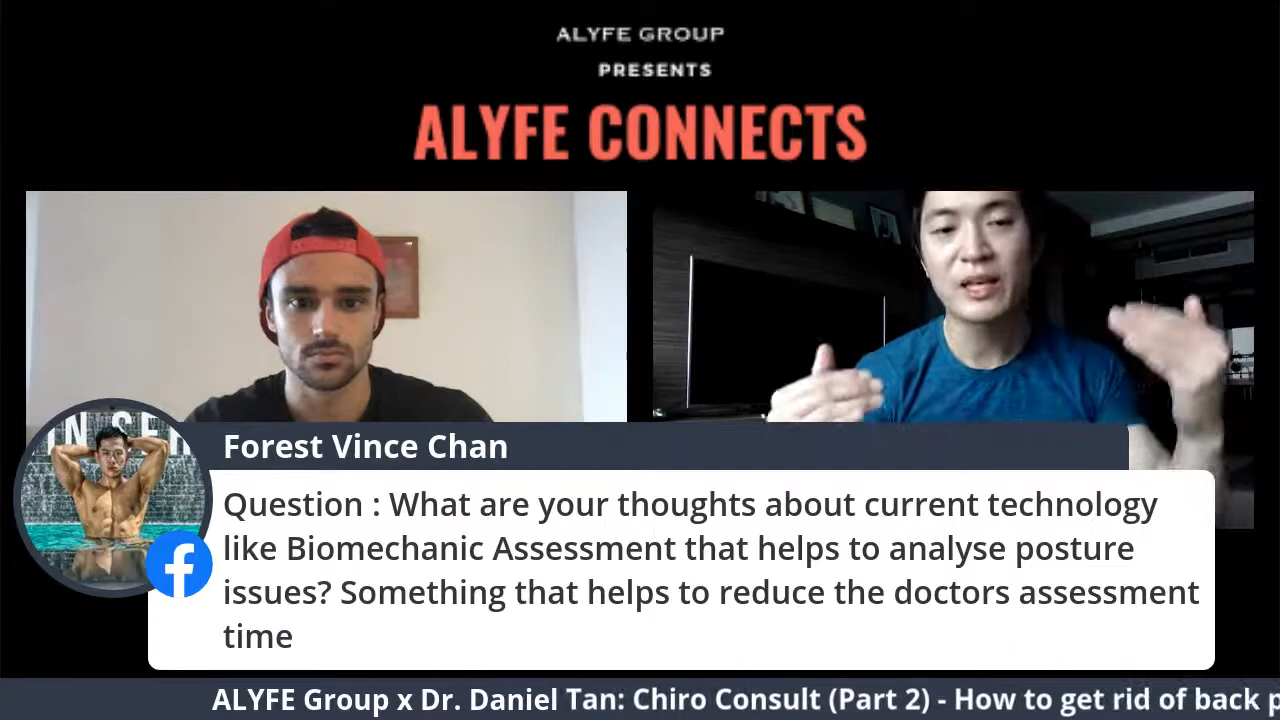 ALYFE GROUP
PRESENTS
ALYFE CONNECTS
IN SER
Forest Vince Chan
Question : What are your thoughts about current technology
like Biomechanic Assessment that helps to analyse posture
issues? Something that helps to reduce the doctors assessment
time
ALYFE Group x Dr. Daniel Tan: Chiro Consult (Part 2) - How to get rid of back p